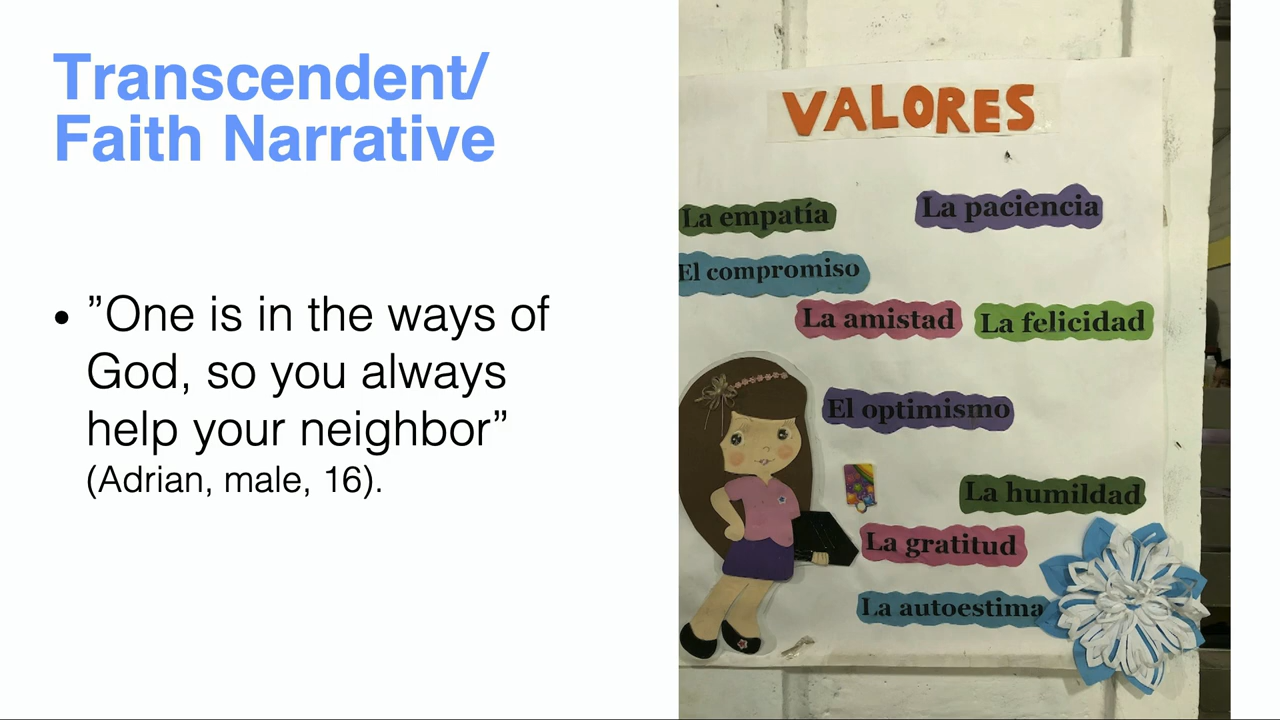 Transcendent/
Faith Narrative
• ”One is in the ways of
God, so you always
help your neighbor”
(Adrian, male, 16).
VALORES
La empatía
La paciencia
El compromiso
La amistad
La felicidad
El optimismo
La humildad
La gratitud
La autoestima